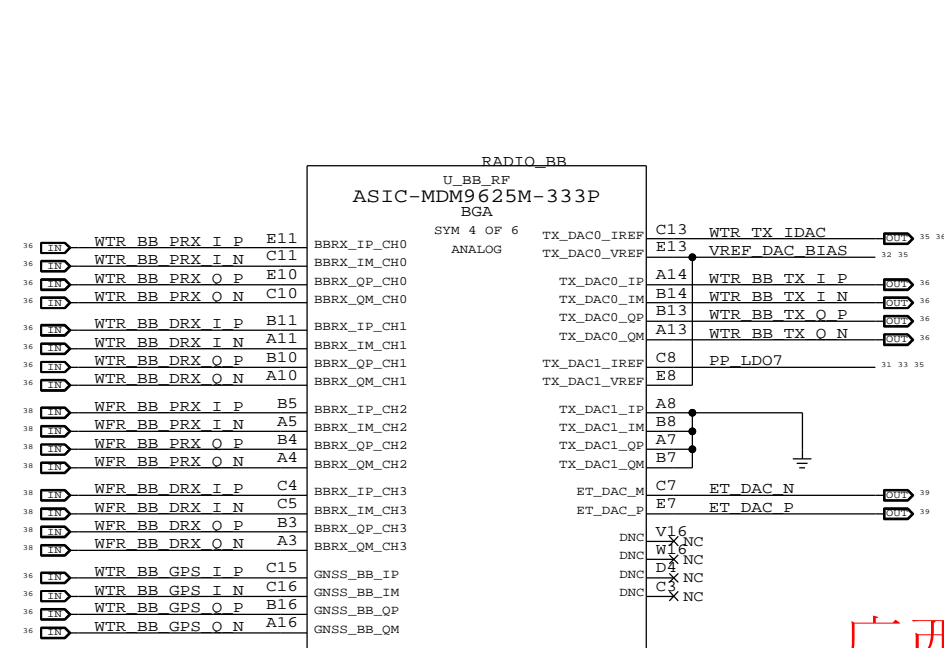 RADIO_BB
U_BB_RF
ASIC-MDM9625M-333P
BGA
SYM 4 OF 6
ANALOG
36 IN WTR_BB_PRX_I_P E11 BBRX_IP_CH0
36 IN WTR_BB_PRX_I_N C11 BBRX_IM_CH0
36 IN WTR_BB_PRX_Q_P E10 BBRX_QP_CH0
36 IN WTR_BB_PRX_Q_N C10 BBRX_QM_CH0
36 IN WTR_BB_DRX_I_P B11 BBRX_IP_CH1
36 IN WTR_BB_DRX_I_N A11 BBRX_IM_CH1
36 IN WTR_BB_DRX_Q_P B10 BBRX_QP_CH1
36 IN WTR_BB_DRX_Q_N A10 BBRX_QM_CH1
38 IN WFR_BB_PRX_I_P B5 BBRX_IP_CH2
38 IN WFR_BB_PRX_I_N A5 BBRX_IM_CH2
38 IN WFR_BB_PRX_Q_P B4 BBRX_QP_CH2
38 IN WFR_BB_PRX_Q_N A4 BBRX_QM_CH2
38 IN WFR_BB_DRX_I_P C4 BBRX_IP_CH3
38 IN WFR_BB_DRX_I_N C5 BBRX_IM_CH3
38 IN WFR_BB_DRX_Q_P B3 BBRX_QP_CH3
38 IN WFR_BB_DRX_Q_N A3 BBRX_QM_CH3
36 IN WTR_BB_GPS_I_P C15 GNSS_BB_IP
36 IN WTR_BB_GPS_I_N C16 GNSS_BB_IM
36 IN WTR_BB_GPS_Q_P B16 GNSS_BB_QP
36 IN WTR_BB_GPS_Q_N A16 GNSS_BB_QM
TX_DAC0_IREF C13 WTR_TX_IDAC OUT 35 36
TX_DAC0_VREF E13 VREF_DAC_BIAS 32 35
TX_DAC0_IP A14 WTR_BB_TX_I_P OUT 36
TX_DAC0_IM B14 WTR_BB_TX_I_N OUT 36
TX_DAC0_QP B13 WTR_BB_TX_Q_P OUT 36
TX_DAC0_QM A13 WTR_BB_TX_Q_N OUT 36
TX_DAC1_IREF C8 PP_LDO7 31 33 35
TX_DAC1_VREF E8
TX_DAC1_IP A8
TX_DAC1_IM B8
TX_DAC1_QP A7
TX_DAC1_QM B7
ET_DAC_M C7 ET_DAC_N OUT 39
ET_DAC_P E7 ET_DAC_P OUT 39
DNC V16 NC
DNC W16 NC
DNC D4 NC
DNC C3 NC
广西